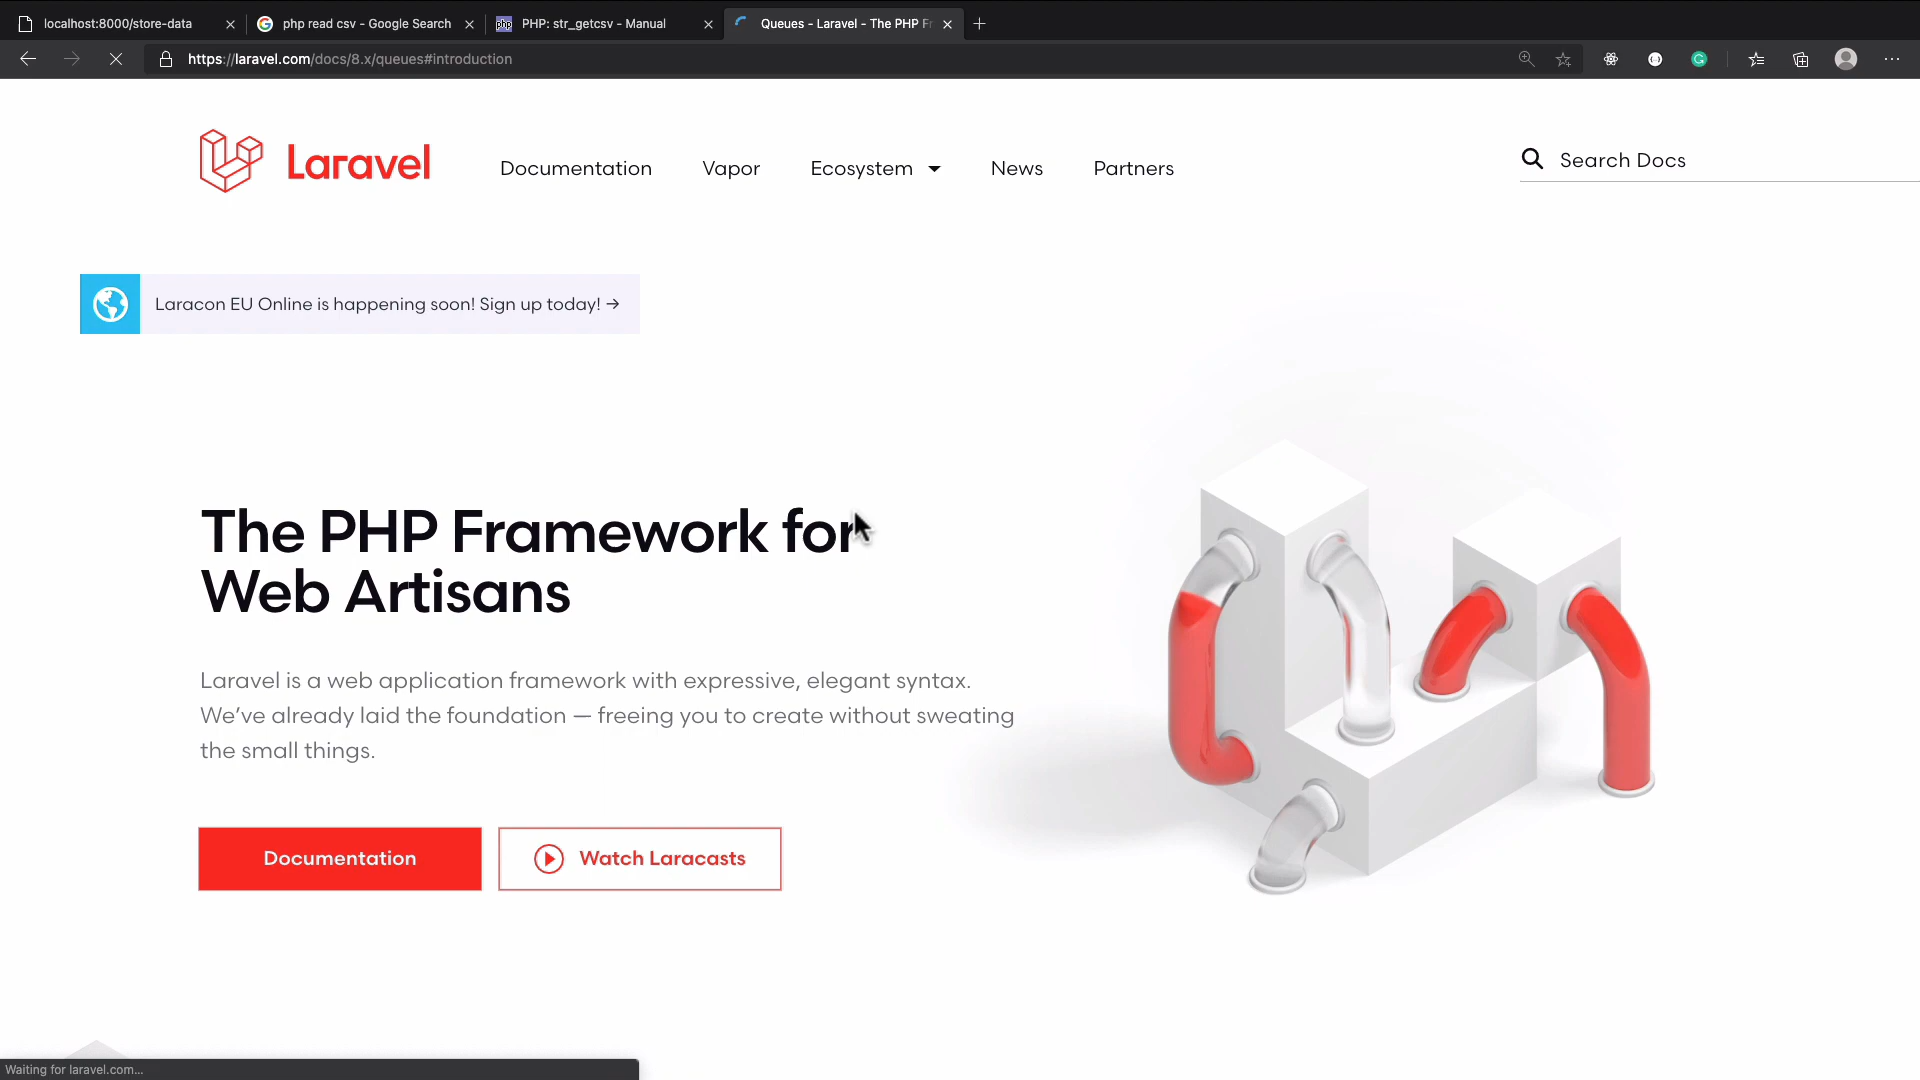 localhost:8000/store-data
php read csv - Google Search
php
PHP: str_getcsv - Manual
Queues - Laravel - The PHP Fr
https://laravel.com/docs/8.x/queues#introduction
Laravel
Documentation
Vapor
Ecosystem
News
Partners
Search Docs
Laracon EU Online is happening soon! Sign up today! →
The PHP Framework for
Web Artisans
Laravel is a web application framework with expressive, elegant syntax.
We’ve already laid the foundation — freeing you to create without sweating
the small things.
Documentation
Watch Laracasts
Waiting for laravel.com...